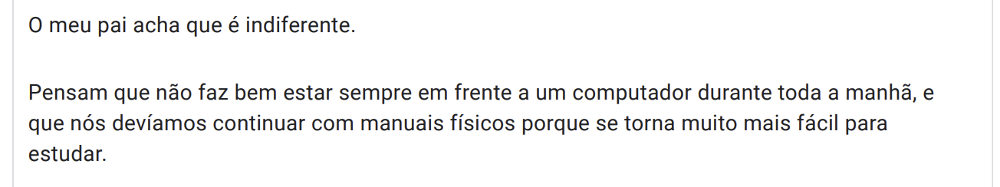 O meu pai acha que é indiferente.
Pensam que não faz bem estar sempre em frente a um computador durante toda a manhã, e
que nós devíamos continuar com manuais físicos porque se torna muito mais fácil para
estudar.